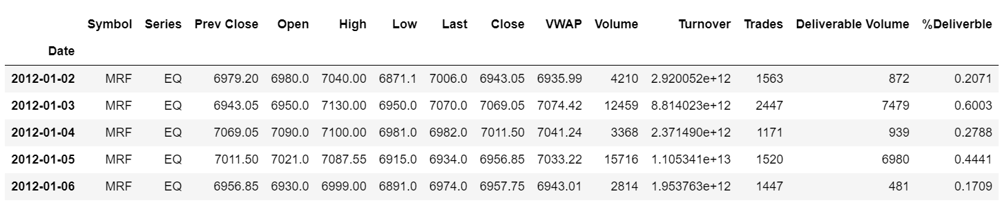 Symbol Series Prev Close Open High Low Last Close VWAP Volume Turnover Trades Deliverable Volume %Deliverble
Date
2012-01-02 MRF EQ 6979.20 6980.0 7040.00 6871.1 7006.0 6943.05 6935.99 4210 2.920052e+12 1563 872 0.2071
2012-01-03 MRF EQ 6943.05 6950.0 7130.00 6950.0 7070.0 7069.05 7074.42 12459 8.814023e+12 2447 7479 0.6003
2012-01-04 MRF EQ 7069.05 7090.0 7100.00 6981.0 6982.0 7011.50 7041.24 3368 2.371490e+12 1171 939 0.2788
2012-01-05 MRF EQ 7011.50 7021.0 7087.55 6915.0 6934.0 6956.85 7033.22 15716 1.105341e+13 1520 6980 0.4441
2012-01-06 MRF EQ 6956.85 6930.0 6999.00 6891.0 6974.0 6957.75 6943.01 2814 1.953763e+12 1447 481 0.1709